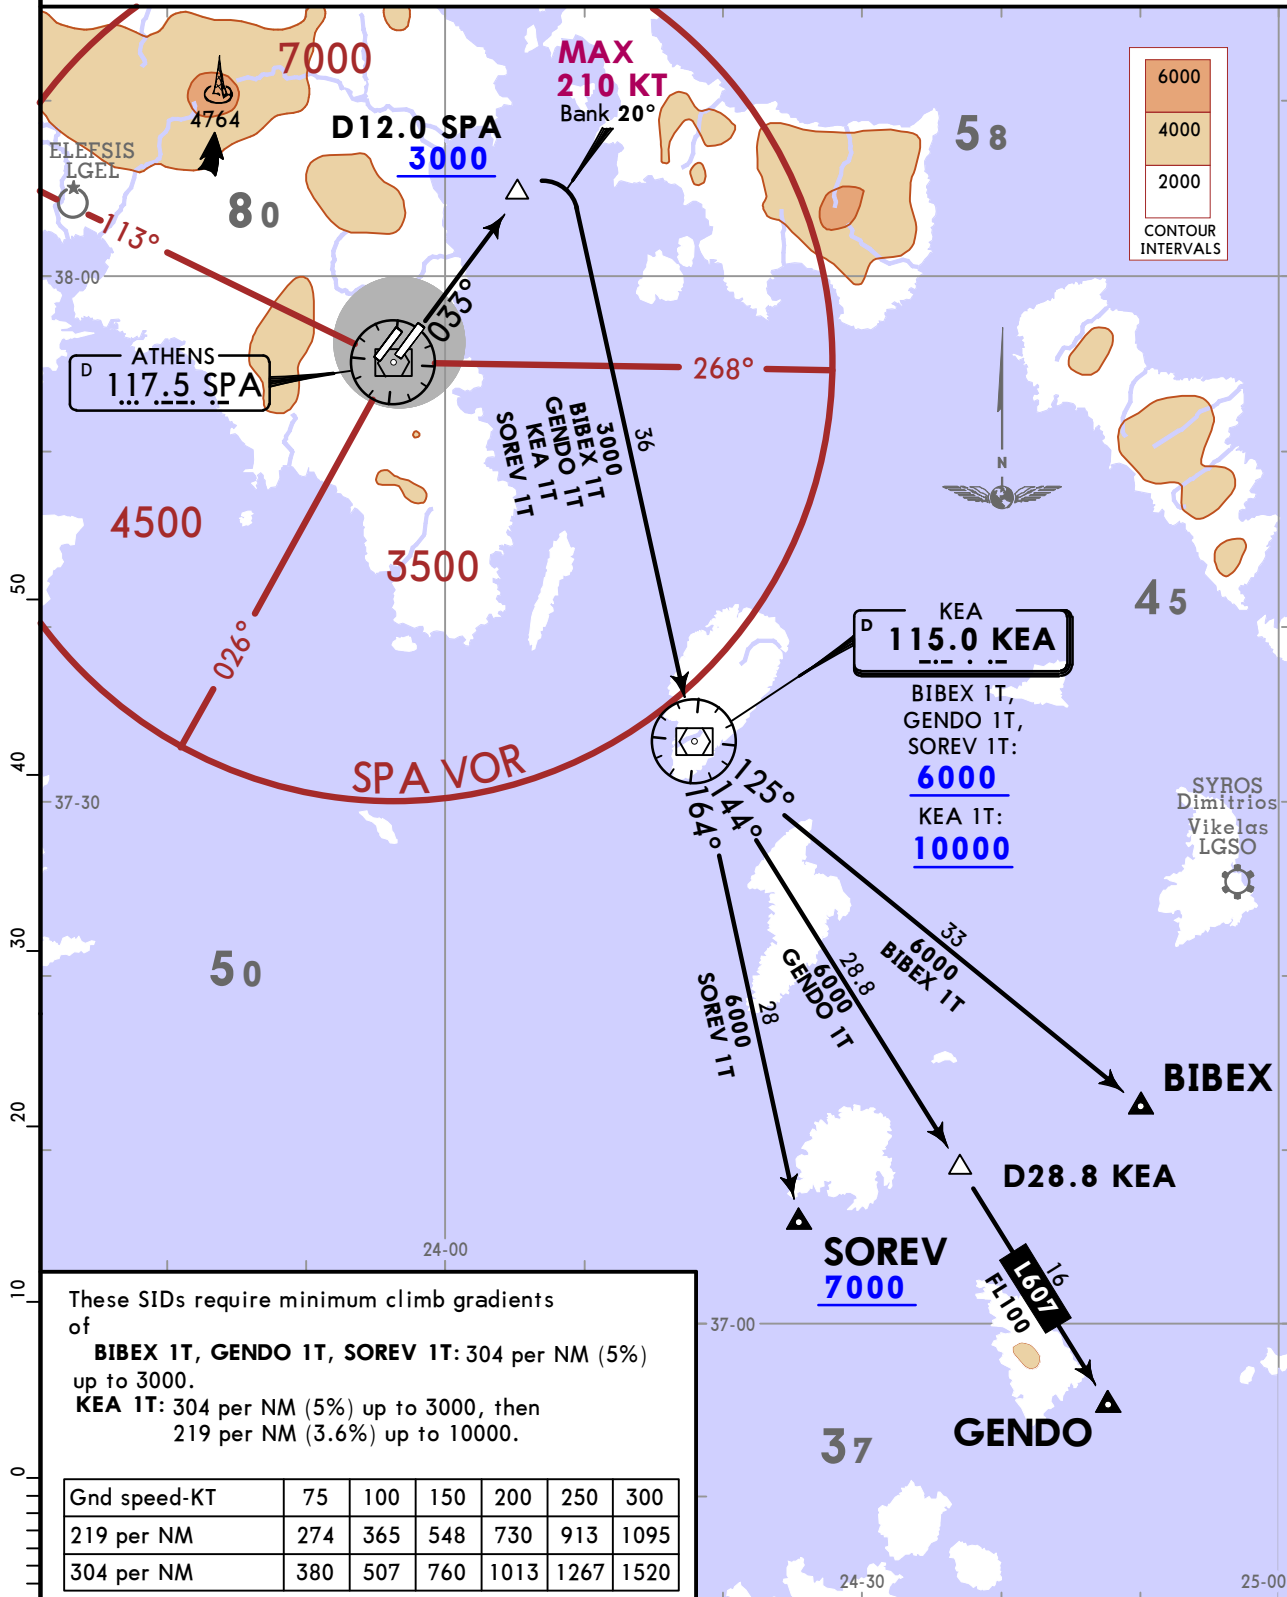 7000
MAX
210 KT
Bank 20°
D12.0 SPA
3000
4764
ELEFSIS
LGEL
80
58
6000
4000
2000
CONTOUR
INTERVALS
113°
38-00
033°
ATHENS
D 117.5 SPA
268°
3000
BIBEX 1T
GENDO 1T
KEA 1T
SOREV 1T
36
N
4500
3500
45
50
026°
KEA
D 115.0 KEA
BIBEX 1T,
GENDO 1T,
SOREV 1T:
6000
KEA 1T:
10000
SPA VOR
40
37-30
125°
144°
164°
SYROS
Dimitrios
Vikelas
LGSO
30
50
33
6000
BIBEX 1T
28.8
6000
GENDO 1T
28
6000
SOREV 1T
BIBEX
20
D28.8 KEA
24-00
SOREV
7000
16
L607
FL100
10
37-00
GENDO
37
These SIDs require minimum climb gradients
of
BIBEX 1T, GENDO 1T, SOREV 1T: 304 per NM (5%)
up to 3000.
KEA 1T: 304 per NM (5%) up to 3000, then
219 per NM (3.6%) up to 10000.
0
Gnd speed-KT 75 100 150 200 250 300
219 per NM 274 365 548 730 913 1095
304 per NM 380 507 760 1013 1267 1520
24-30
25-00